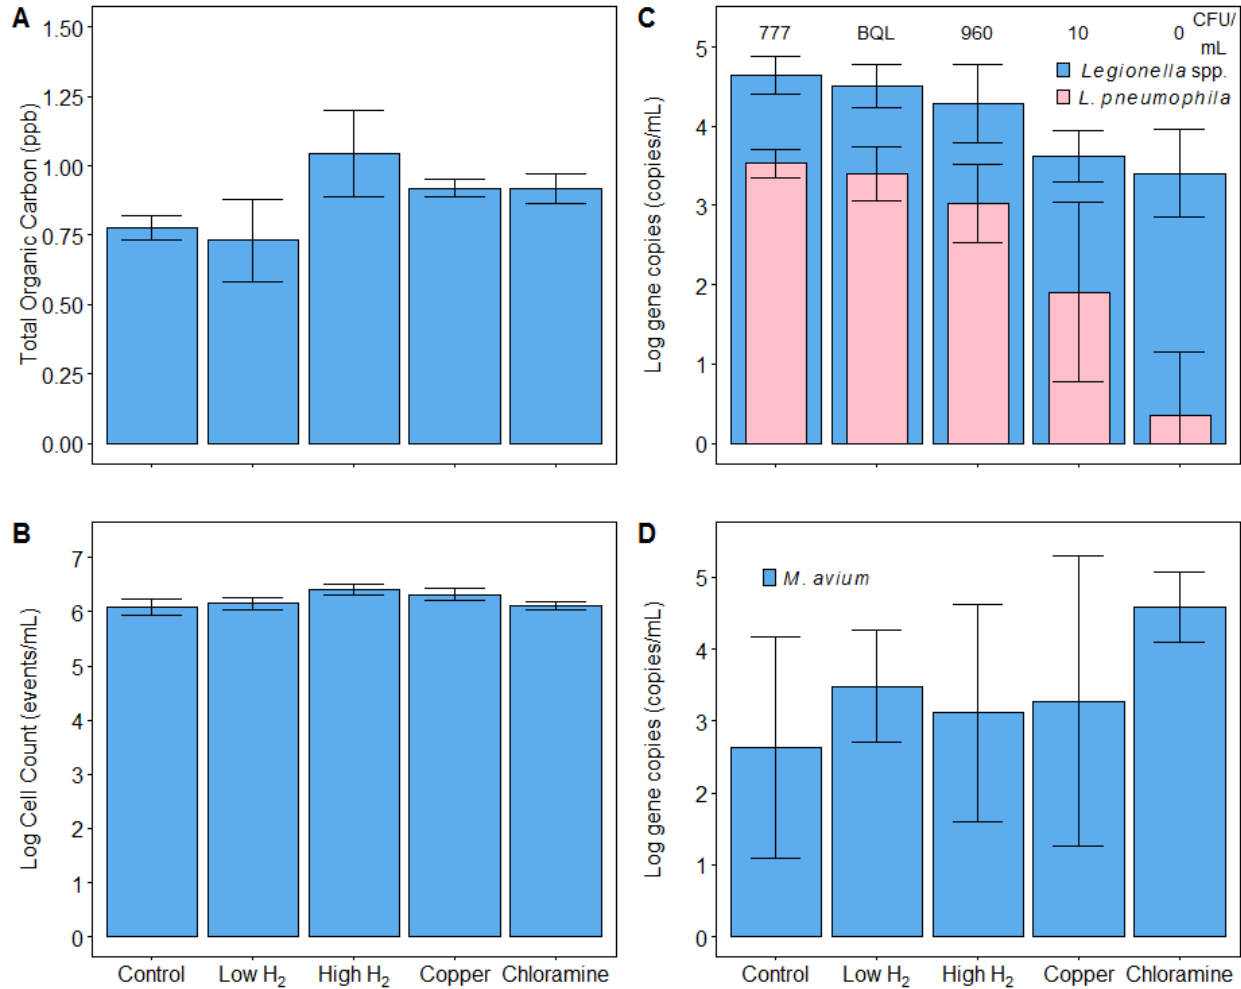 A
Total Organic Carbon (ppb)
1.50
1.25
1.00
0.75
0.50
0.25
0.00
C
Log gene copies (copies/mL)
5
4
3
2
1
0
777 BQL 960 10 0 CFU/
mL
Legionella spp.
L. pneumophila
B
Log Cell Count (events/mL)
7
6
5
4
3
2
1
0
Control Low H₂ High H₂ Copper Chloramine
D
Log gene copies (copies/mL)
5
4
3
2
1
0
M. avium
Control Low H₂ High H₂ Copper Chloramine